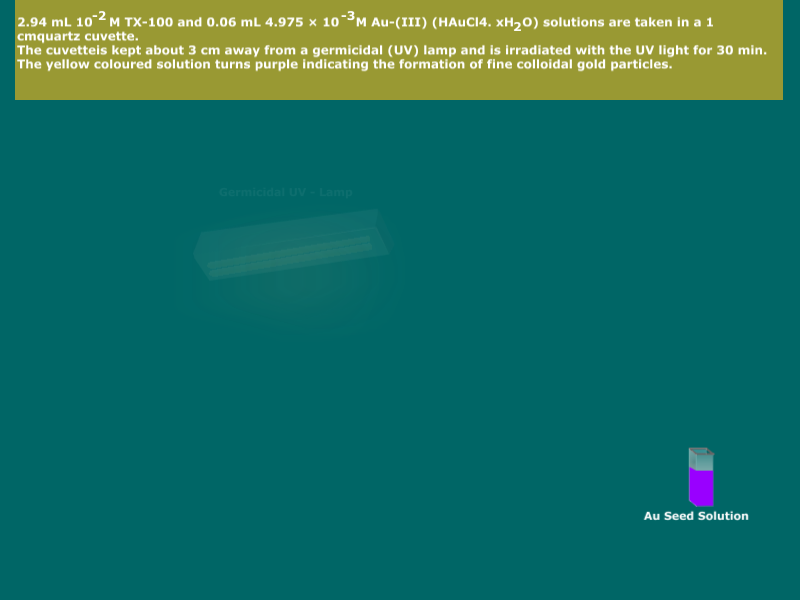 2.94 mL 10⁻² M TX-100 and 0.06 mL 4.975 × 10⁻³M Au-(III) (HAuCl4. xH₂O) solutions are taken in a 1
cmquartz cuvette.
The cuvetteIs kept about 3 cm away from a germicidal (UV) lamp and is irradiated with the UV light for 30 min.
The yellow coloured solution turns purple indicating the formation of fine colloidal gold particles.
Germicidal UV - Lamp
Au Seed Solution